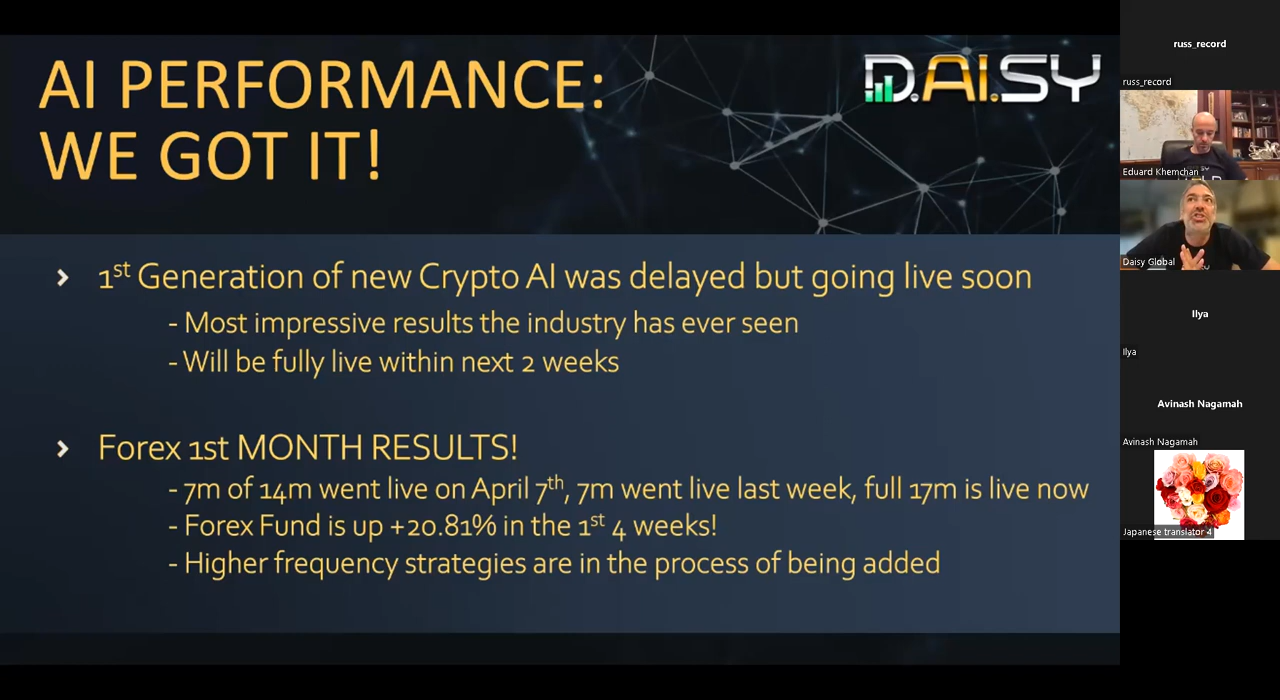 AI PERFORMANCE:
WE GOT IT!
D.AI.SY
1st Generation of new Crypto AI was delayed but going live soon
- Most impressive results the industry has ever seen
- Will be fully live within next 2 weeks
Forex 1st MONTH RESULTS!
- 7m of 14m went live on April 7th, 7m went live last week, full 17m is live now
- Forex Fund is up +20.81% in the 1st 4 weeks!
- Higher frequency strategies are in the process of being added
russ_record
russ_record
Eduard Khemchan
Daisy Global
Ilya
Ilya
Avinash Nagamah
Avinash Nagamah
Japanese translator 4